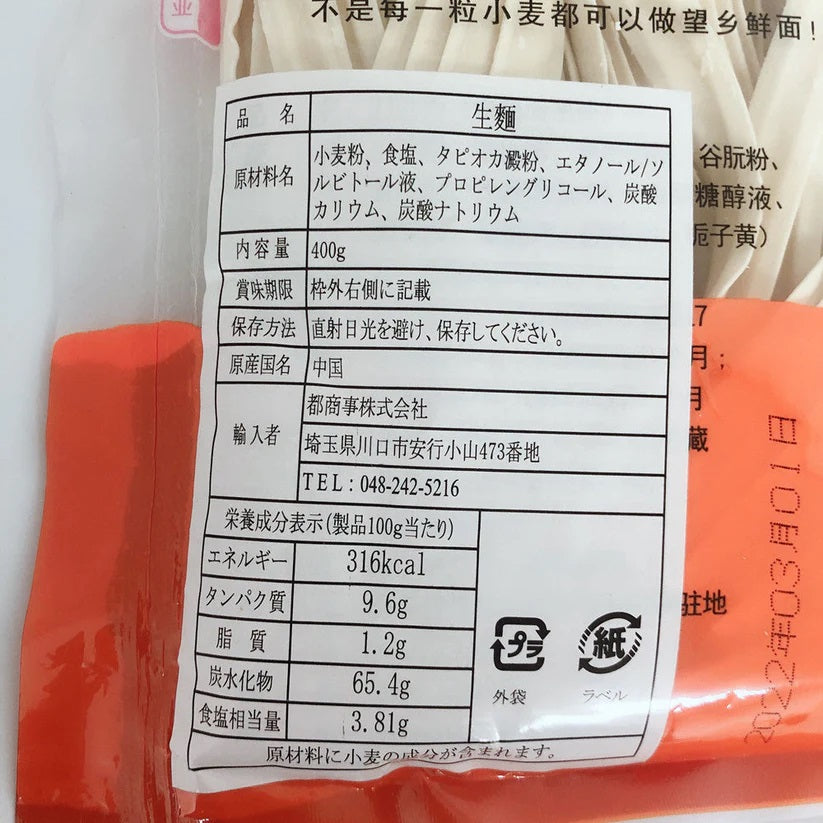 不是每一粒小麦都可以做望乡鲜面!
品名 生麺
原材料名 小麦粉、食塩、タピオカ澱粉、エタノール/ソ
ルビトール液、プロピレングリコール、炭酸
カリウム、炭酸ナトリウム
内容量 400g
賞味期限 枠外右側に記載
保存方法 直射日光を避け、保存してください。
原産国名 中国
輸入者 都商事株式会社
埼玉県川口市安行小山473番地
TEL:048-242-5216
栄養成分表示(製品100g当たり)
エネルギー 316kcal
タンパク質 9.6g
脂質 1.2g
炭水化物 65.4g
食塩相当量 3.81g
プラ
外袋
紙
ラベル
原材料に小麦の成分が含まれます。
谷朊粉、
糖醇液、
栀子黄)
月;
月
藏
驻地
2022年03月01日